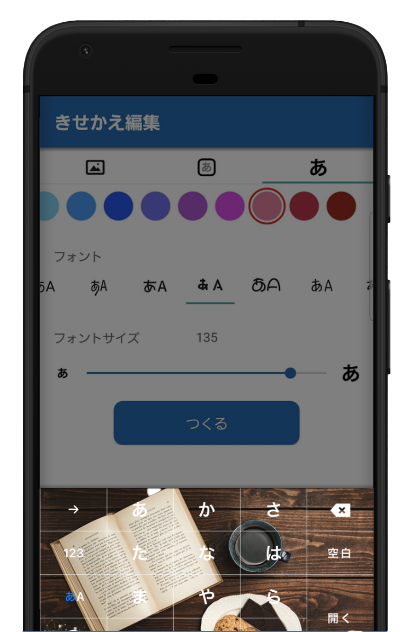 きせかえ編集
あ あ
フォント
あA あA あA あA あA あA
フォントサイズ 135
あ あ
つくる
→ あ か さ
123 た な は 空白
あA ま や ら
開く